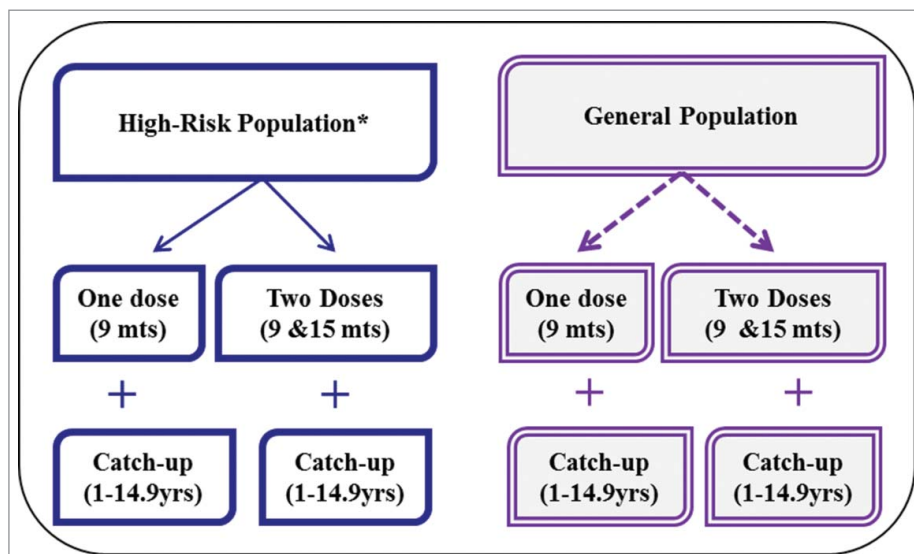 High-Risk Population*
General Population
One dose
(9 mts)
Two Doses
(9 &15 mts)
One dose
(9 mts)
Two Doses
(9 &15 mts)
+
+
+
+
Catch-up
(1-14.9yrs)
Catch-up
(1-14.9yrs)
Catch-up
(1-14.9yrs)
Catch-up
(1-14.9yrs)